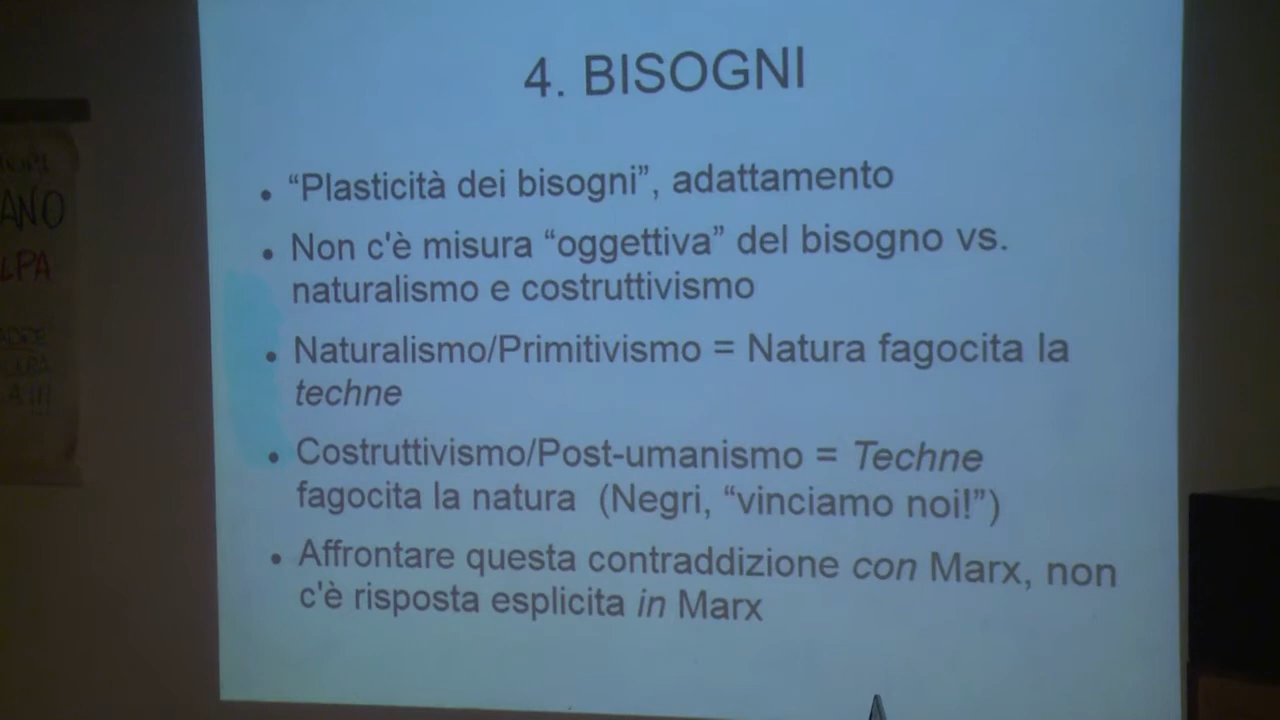 4. BISOGNI
• “Plasticità dei bisogni”, adattamento
• Non c'è misura “oggettiva” del bisogno vs.
naturalismo e costruttivismo
• Naturalismo/Primitivismo = Natura fagocita la
techne
• Costruttivismo/Post-umanismo = Techne
fagocita la natura (Negri, “vinciamo noi!”)
• Affrontare questa contraddizione con Marx, non
c'è risposta esplicita in Marx
ANO
LPA